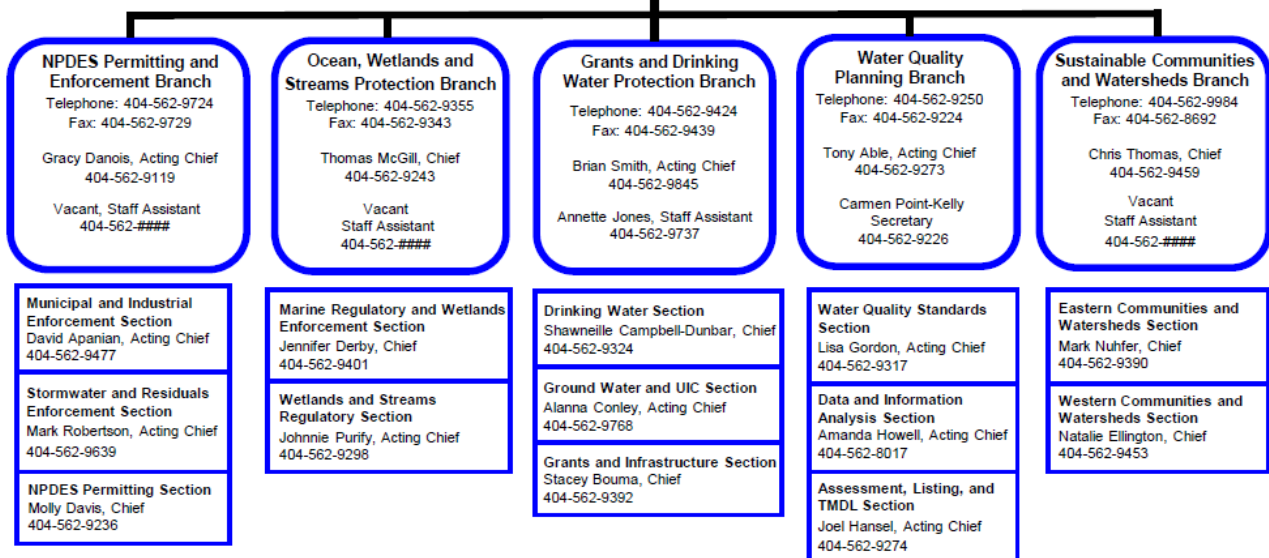 NPDES Permitting and
Enforcement Branch
Telephone: 404-562-9724
Fax: 404-562-9729
Gracy Danois, Acting Chief
404-562-9119
Vacant, Staff Assistant
404-562-####
Municipal and Industrial
Enforcement Section
David Apanian, Acting Chief
404-562-9477
Stormwater and Residuals
Enforcement Section
Mark Robertson, Acting Chief
404-562-9639
NPDES Permitting Section
Molly Davis, Chief
404-562-9236
Ocean, Wetlands and
Streams Protection Branch
Telephone: 404-562-9355
Fax: 404-562-9343
Thomas McGill, Chief
404-562-9243
Vacant
Staff Assistant
404-562-####
Marine Regulatory and Wetlands
Enforcement Section
Jennifer Derby, Chief
404-562-9401
Wetlands and Streams
Regulatory Section
Johnnie Purify, Acting Chief
404-562-9298
Grants and Drinking
Water Protection Branch
Telephone: 404-562-9424
Fax: 404-562-9439
Brian Smith, Acting Chief
404-562-9845
Annette Jones, Staff Assistant
404-562-9737
Drinking Water Section
Shawneille Campbell-Dunbar, Chief
404-562-9324
Ground Water and UIC Section
Alanna Conley, Acting Chief
404-562-9768
Grants and Infrastructure Section
Stacey Bouma, Chief
404-562-9392
Water Quality
Planning Branch
Telephone: 404-562-9250
Fax: 404-562-9224
Tony Able, Acting Chief
404-562-9273
Carmen Point-Kelly
Secretary
404-562-9226
Water Quality Standards
Section
Lisa Gordon, Acting Chief
404-562-9317
Data and Information
Analysis Section
Amanda Howell, Acting Chief
404-562-8017
Assessment, Listing, and
TMDL Section
Joel Hansel, Acting Chief
404-562-9274
Sustainable Communities
and Watersheds Branch
Telephone: 404-562-9984
Fax: 404-562-8692
Chris Thomas, Chief
404-562-9459
Vacant
Staff Assistant
404-562-####
Eastern Communities and
Watersheds Section
Mark Nuhfer, Chief
404-562-9390
Western Communities and
Watersheds Section
Natalie Ellington, Chief
404-562-9453